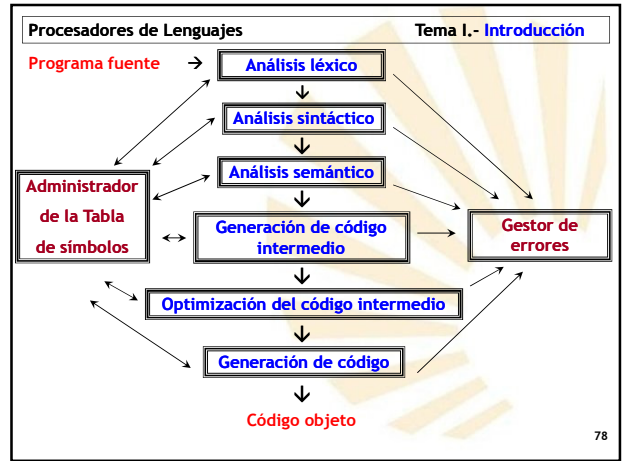 Procesadores de Lenguajes
Tema I.- Introducción
Programa fuente → Análisis léxico
Análisis sintáctico
Análisis semántico
Administrador
de la Tabla
de símbolos
Generación de código
intermedio
Gestor de
errores
Optimización del código intermedio
Generación de código
Código objeto
78